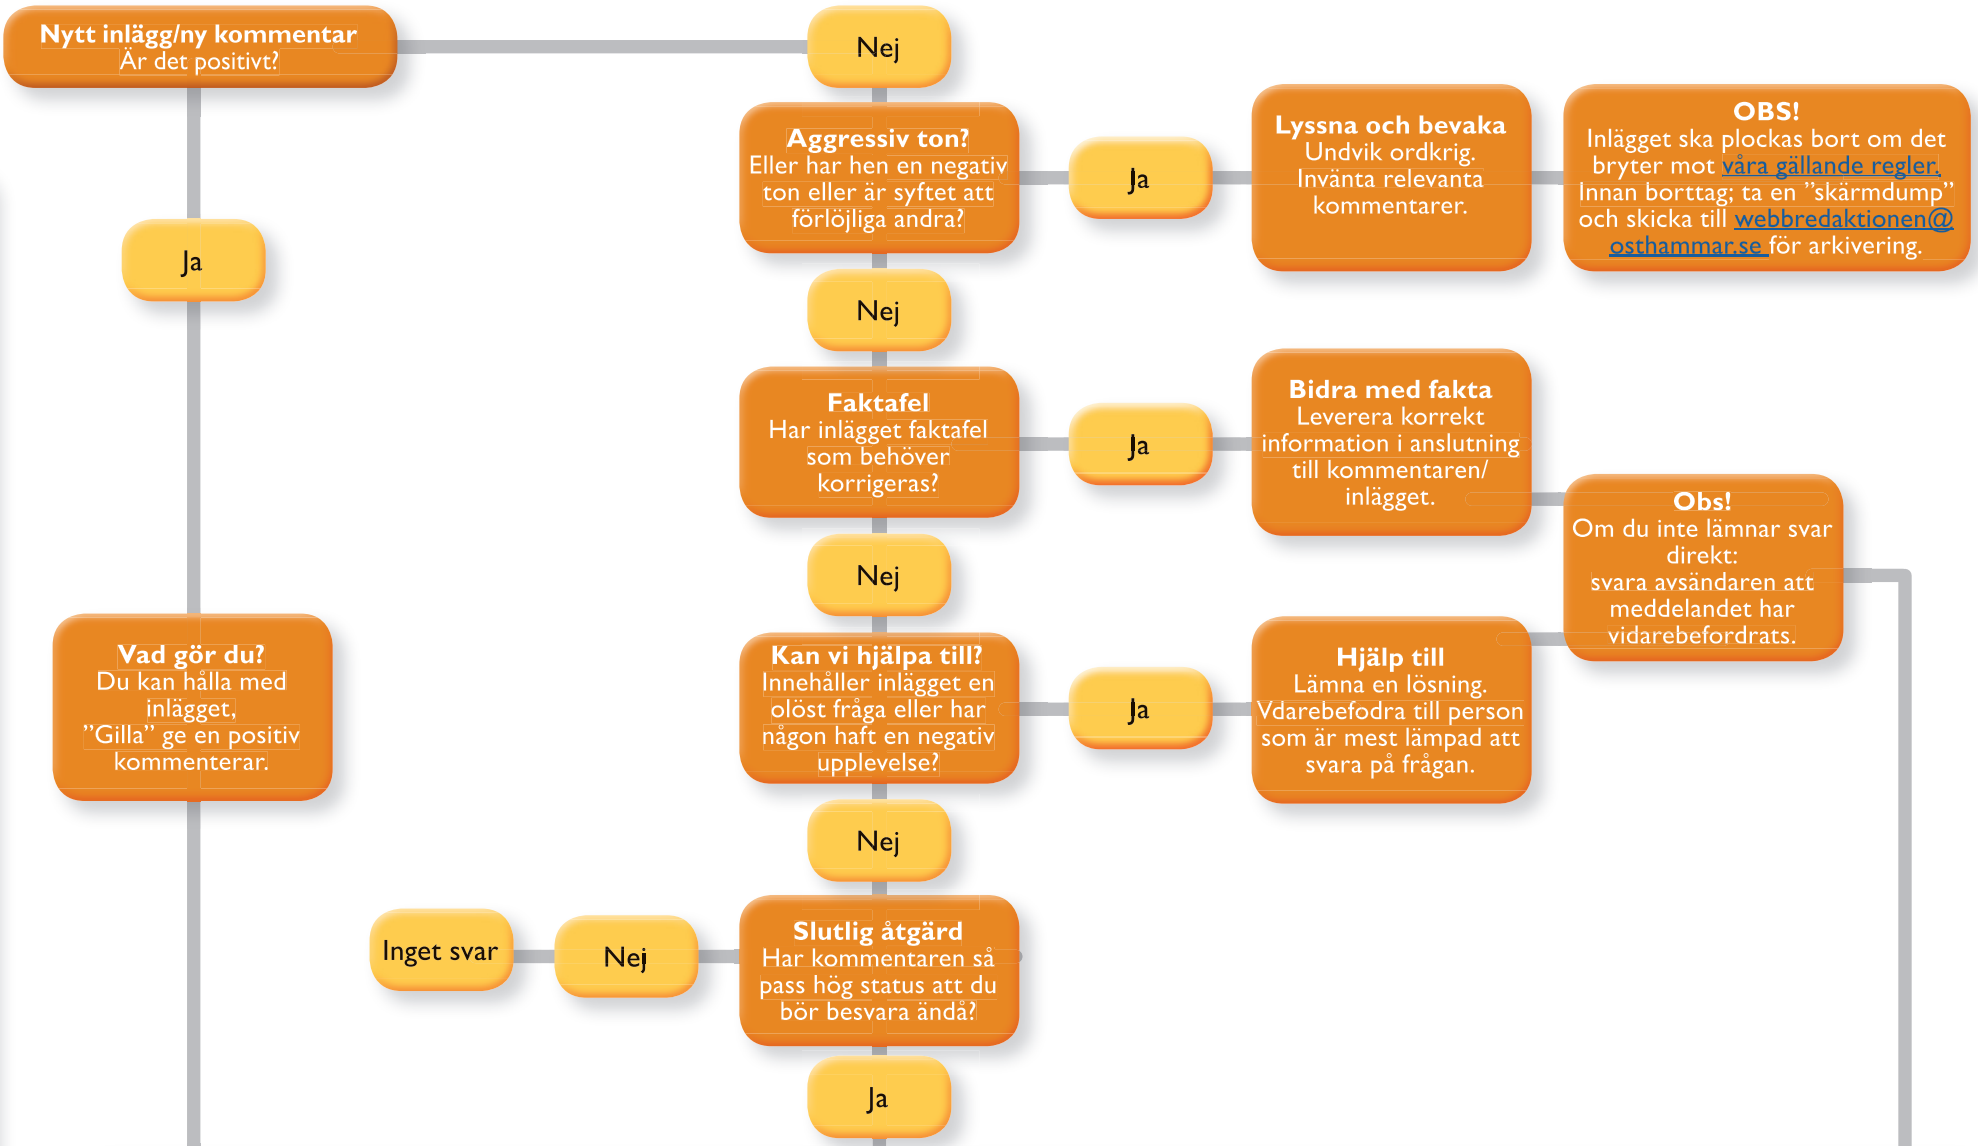 Nytt inlägg/ny kommentar
Är det positivt?
Nej
Aggressiv ton?
Eller har hen en negativ
ton eller är syftet att
förlöjliga andra?
Ja
Lyssna och bevaka
Undvik ordkrig.
Invänta relevanta
kommentarer.
OBS!
Inlägget ska plockas bort om det
bryter mot våra gällande regler.
Innan borttag; ta en ”skärmdump”
och skicka till webbredaktionen@
osthammar.se för arkivering.
Ja
Nej
Faktafel
Har inlägget faktafel
som behöver
korrigeras?
Ja
Bidra med fakta
Leverera korrekt
information i anslutning
till kommentaren/
inlägget.
Obs!
Om du inte lämnar svar
direkt:
svara avsändaren att
meddelandet har
vidarebefordrats.
Nej
Vad gör du?
Du kan hålla med
inlägget,
”Gilla” ge en positiv
kommenterar.
Kan vi hjälpa till?
Innehåller inlägget en
olöst fråga eller har
någon haft en negativ
upplevelse?
Ja
Hjälp till
Lämna en lösning.
Vdarebefodra till person
som är mest lämpad att
svara på frågan.
Nej
Inget svar
Nej
Slutlig åtgärd
Har kommentaren så
pass hög status att du
bör besvara ändå?
Ja